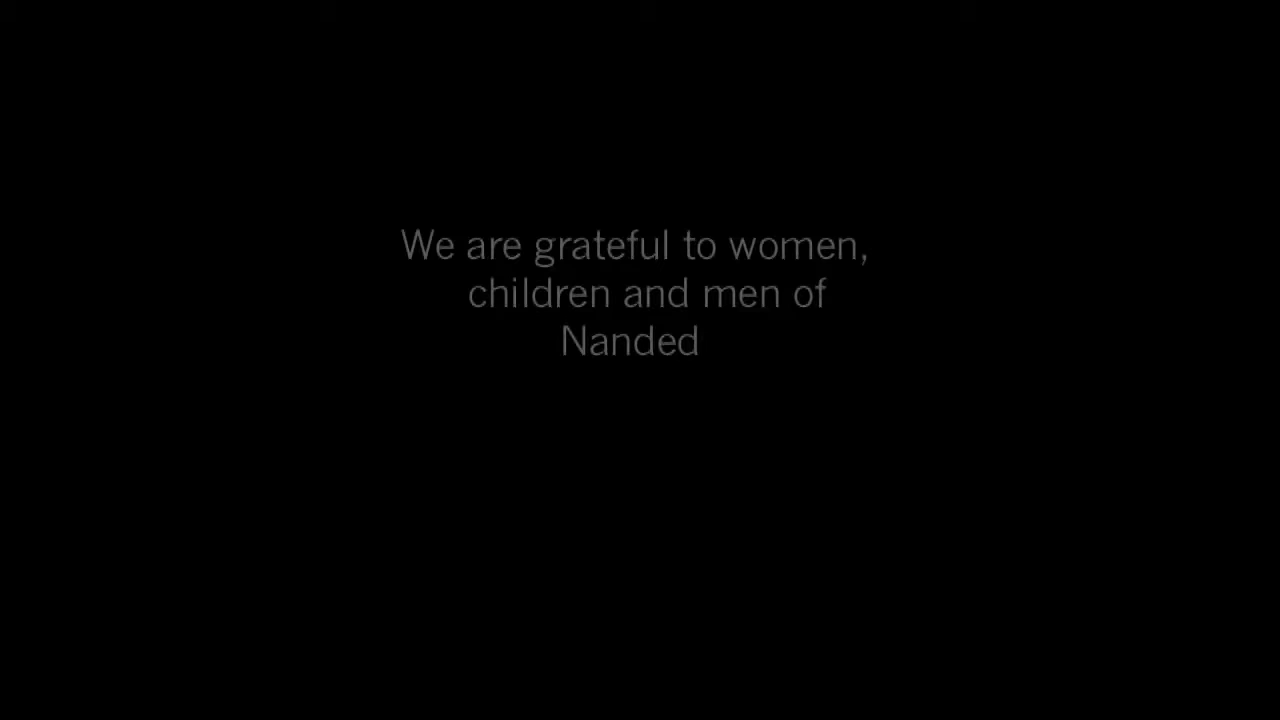 We are grateful to women,
children and men of
Nanded